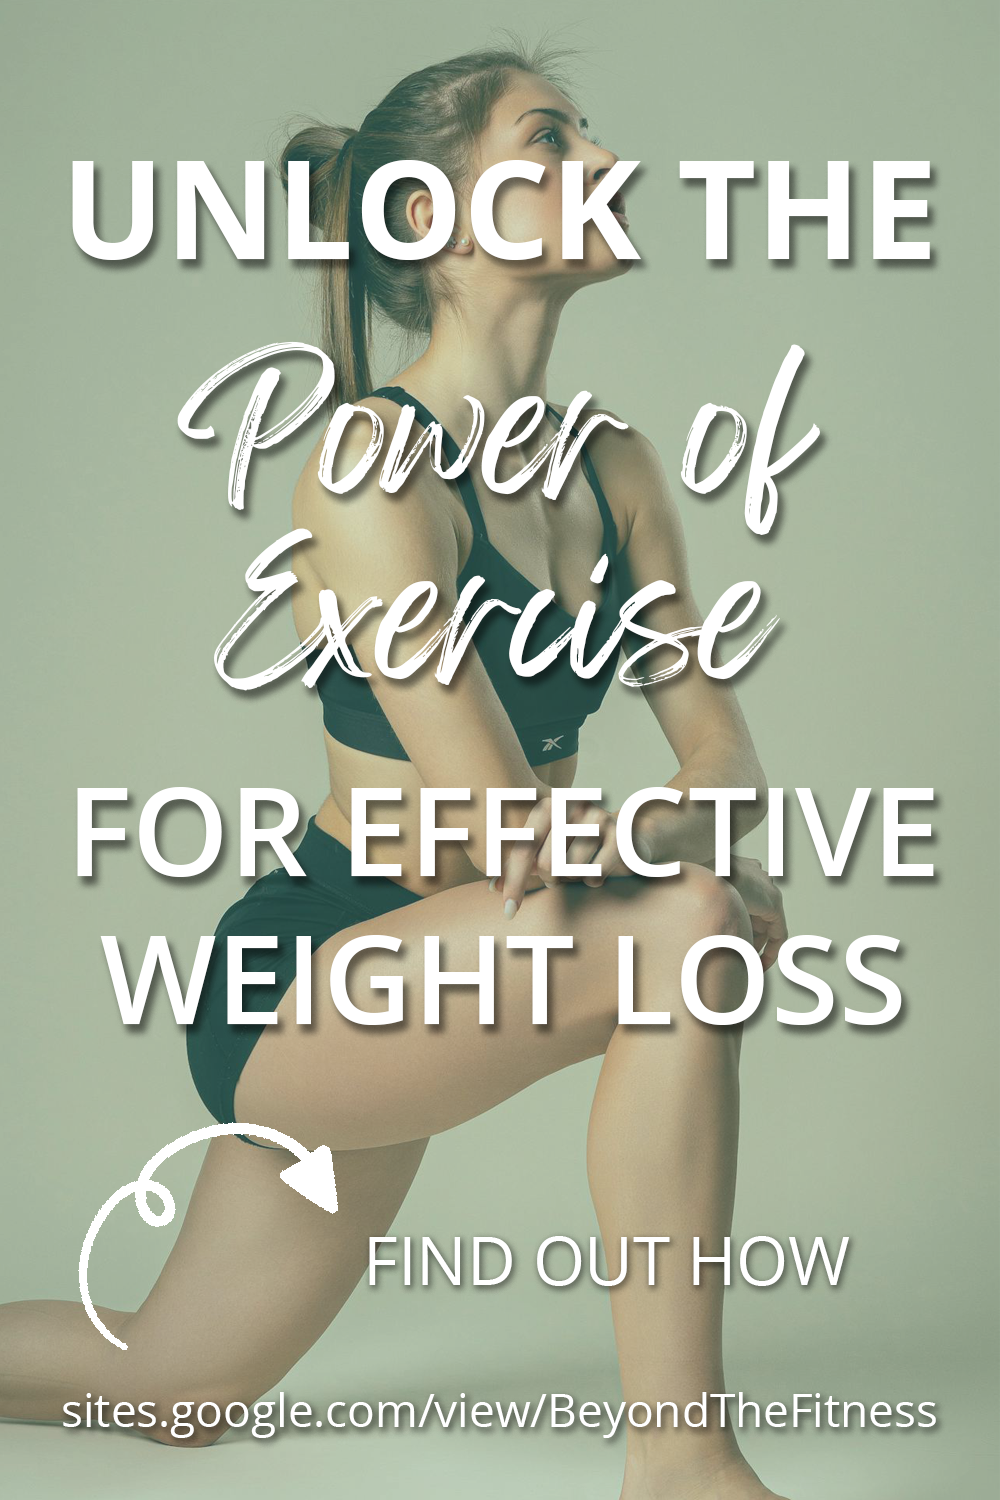 UNLOCK THE
Power of
Exercise
FOR EFFECTIVE
WEIGHT LOSS
FIND OUT HOW
sites.google.com/view/BeyondTheFitness